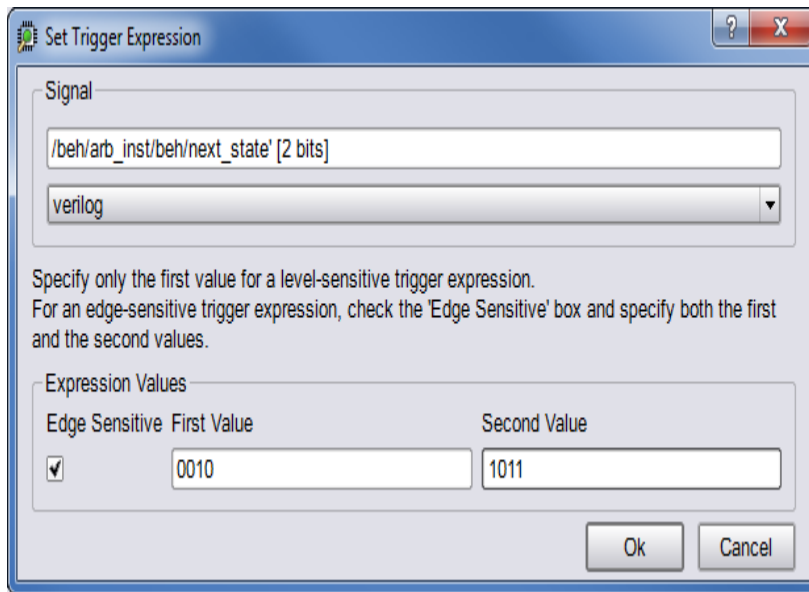 Set Trigger Expression
Signal
/beh/arb_inst/beh/next_state' [2 bits]
verilog
Specify only the first value for a level-sensitive trigger expression.
For an edge-sensitive trigger expression, check the 'Edge Sensitive' box and specify both the first
and the second values.
Expression Values
Edge Sensitive First Value Second Value
0010 1011
Ok Cancel